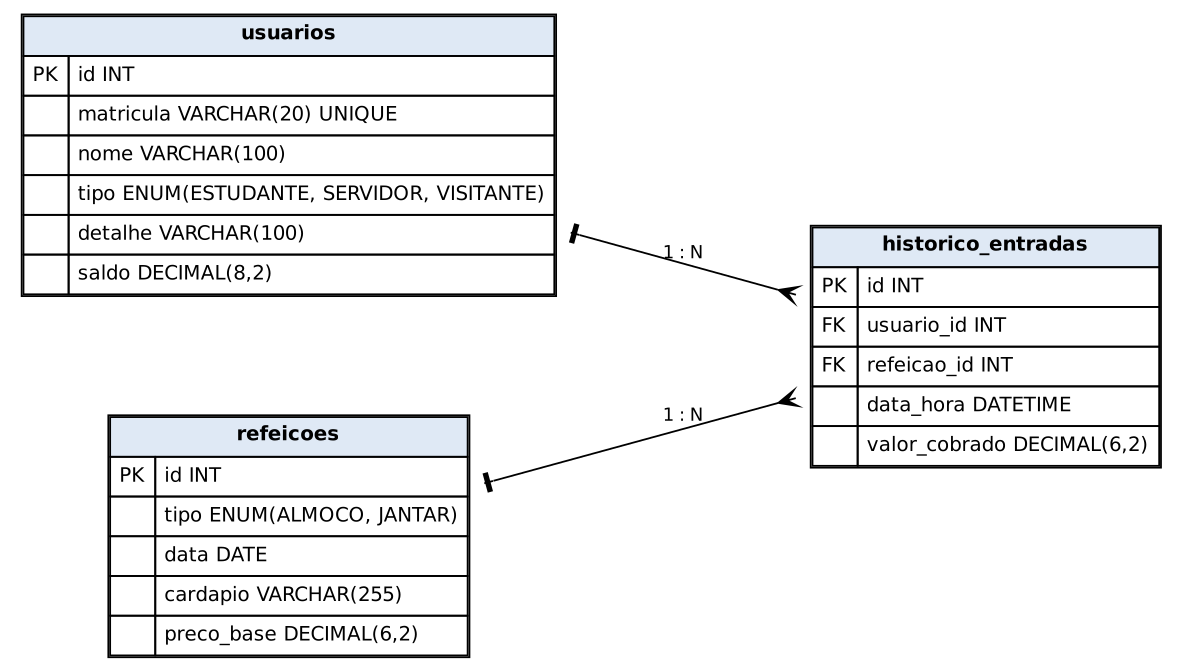 usuarios
PK id INT
matricula VARCHAR(20) UNIQUE
nome VARCHAR(100)
tipo ENUM(ESTUDANTE, SERVIDOR, VISITANTE)
detalhe VARCHAR(100)
saldo DECIMAL(8,2)
1 : N
historico_entradas
PK id INT
FK usuario_id INT
FK refeicao_id INT
data_hora DATETIME
valor_cobrado DECIMAL(6,2)
1 : N
refeicoes
PK id INT
tipo ENUM(ALMOCO, JANTAR)
data DATE
cardapio VARCHAR(255)
preco_base DECIMAL(6,2)